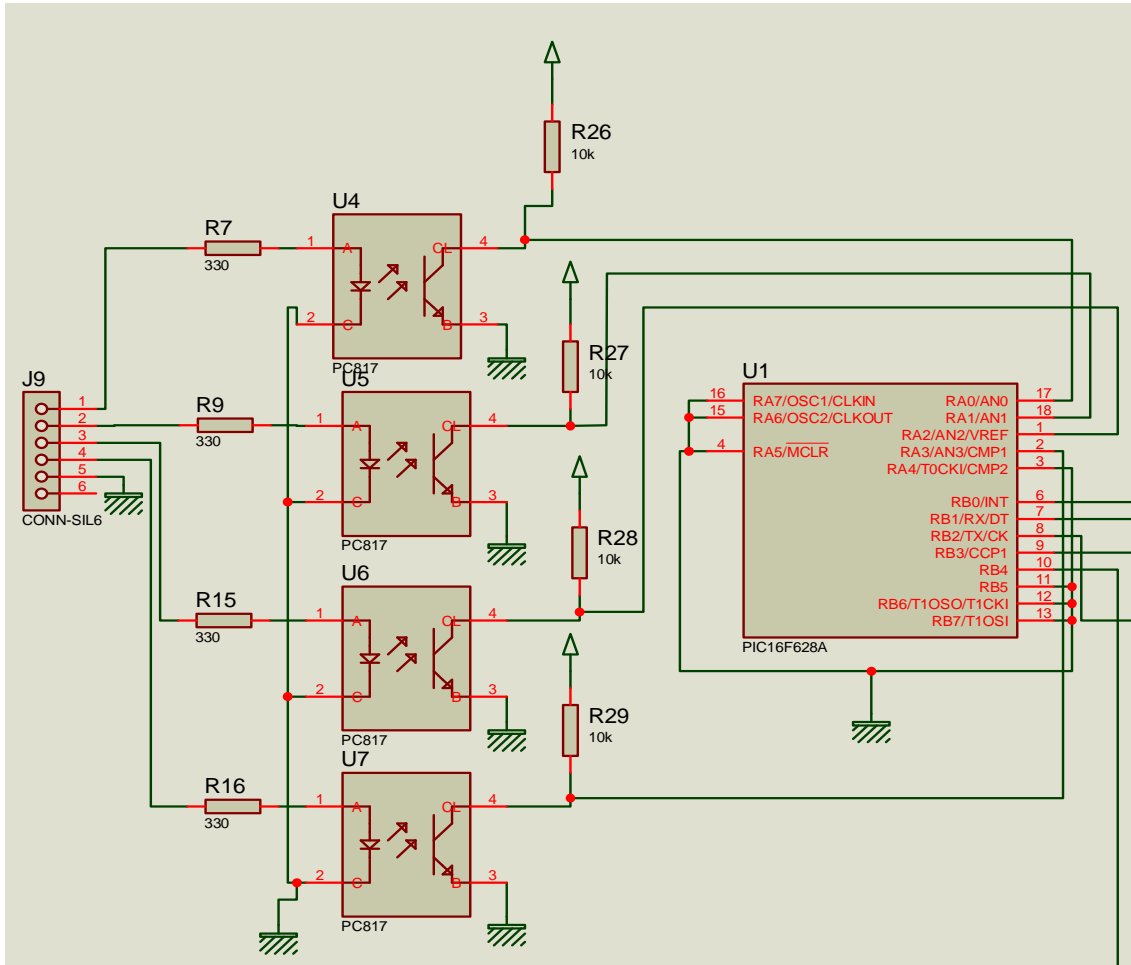 R26
10k
U4
R7
330
1
A
CL
4
2
C
B
3
PC817
R27
10k
J9
1
2
3
4
5
6
CONN-SIL6
U5
R9
330
1
A
CL
4
2
C
B
3
PC817
U1
16
RA7/OSC1/CLKIN
RA0/AN0
17
15
RA6/OSC2/CLKOUT
RA1/AN1
18
RA2/AN2/VREF
1
4
RA5/MCLR
RA3/AN3/CMP1
2
RA4/T0CKI/CMP2
3
RB0/INT
6
RB1/RX/DT
7
RB2/TX/CK
8
RB3/CCP1
9
RB4
10
RB5
11
RB6/T1OSO/T1CKI
12
RB7/T1OSI
13
PIC16F628A
R28
10k
U6
R15
330
1
A
CL
4
2
C
B
3
PC817
R29
10k
U7
R16
330
1
A
CL
4
2
C
B
3
PC817